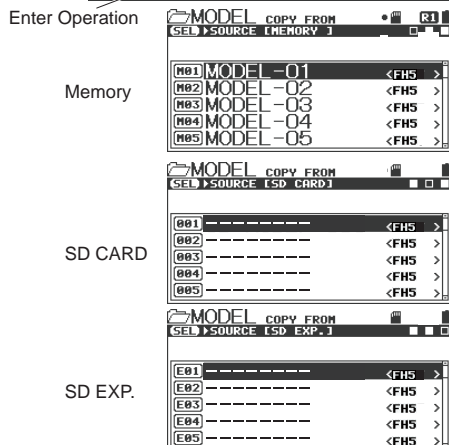 Enter Operation
MODEL COPY FROM R1
(SEL)▶SOURCE [MEMORY ]
Memory
M01 MODEL-01 <FH5 >
M02 MODEL-02 <FH5 >
M03 MODEL-03 <FH5 >
M04 MODEL-04 <FH5 >
M05 MODEL-05 <FH5 >
MODEL COPY FROM
(SEL)▶SOURCE [SD CARD]
SD CARD
001 -------- <FH5 >
002 -------- <FH5 >
003 -------- <FH5 >
004 -------- <FH5 >
005 -------- <FH5 >
MODEL COPY FROM
(SEL)▶SOURCE [SD EXP.]
SD EXP.
E01 -------- <FH5 >
E02 -------- <FH5 >
E03 -------- <FH5 >
E04 -------- <FH5 >
E05 -------- <FH5 >